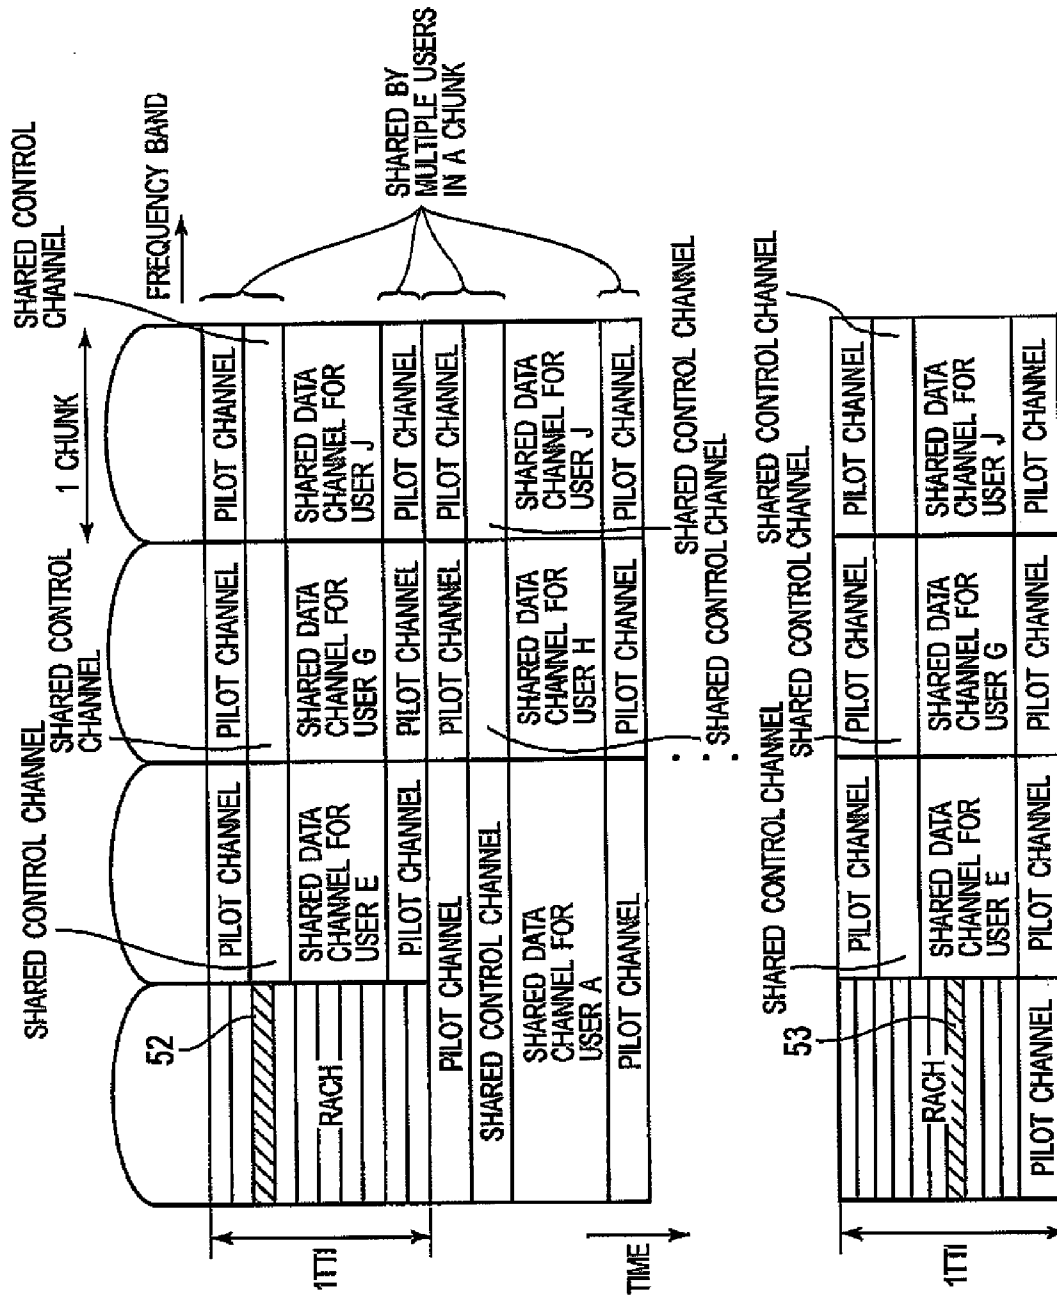 SHARED CONTROL
CHANNEL
FREQUENCY BAND
1 CHUNK
SHARED CONTROL CHANNEL
SHARED CONTROL
CHANNEL
SHARED BY
MULTIPLE USERS
IN A CHUNK
52
PILOT CHANNEL
PILOT CHANNEL
PILOT CHANNEL
RACH
SHARED DATA
CHANNEL FOR
USER E
SHARED DATA
CHANNEL FOR
USER G
SHARED DATA
CHANNEL FOR
USER J
PILOT CHANNEL
PILOT CHANNEL
PILOT CHANNEL
1TTI
PILOT CHANNEL
PILOT CHANNEL
PILOT CHANNEL
SHARED CONTROL CHANNEL
SHARED DATA
CHANNEL FOR
USER A
SHARED DATA
CHANNEL FOR
USER H
SHARED DATA
CHANNEL FOR
USER J
PILOT CHANNEL
PILOT CHANNEL
PILOT CHANNEL
TIME
SHARED CONTROL CHANNEL
SHARED CONTROL CHANNEL
SHARED CONTROL CHANNEL
SHARED CONTROL CHANNEL
SHARED CONTROL CHANNEL
53
PILOT CHANNEL
PILOT CHANNEL
PILOT CHANNEL
RACH
SHARED DATA
CHANNEL FOR
USER E
SHARED DATA
CHANNEL FOR
USER G
SHARED DATA
CHANNEL FOR
USER J
1TTI
PILOT CHANNEL
PILOT CHANNEL
PILOT CHANNEL
PILOT CHANNEL